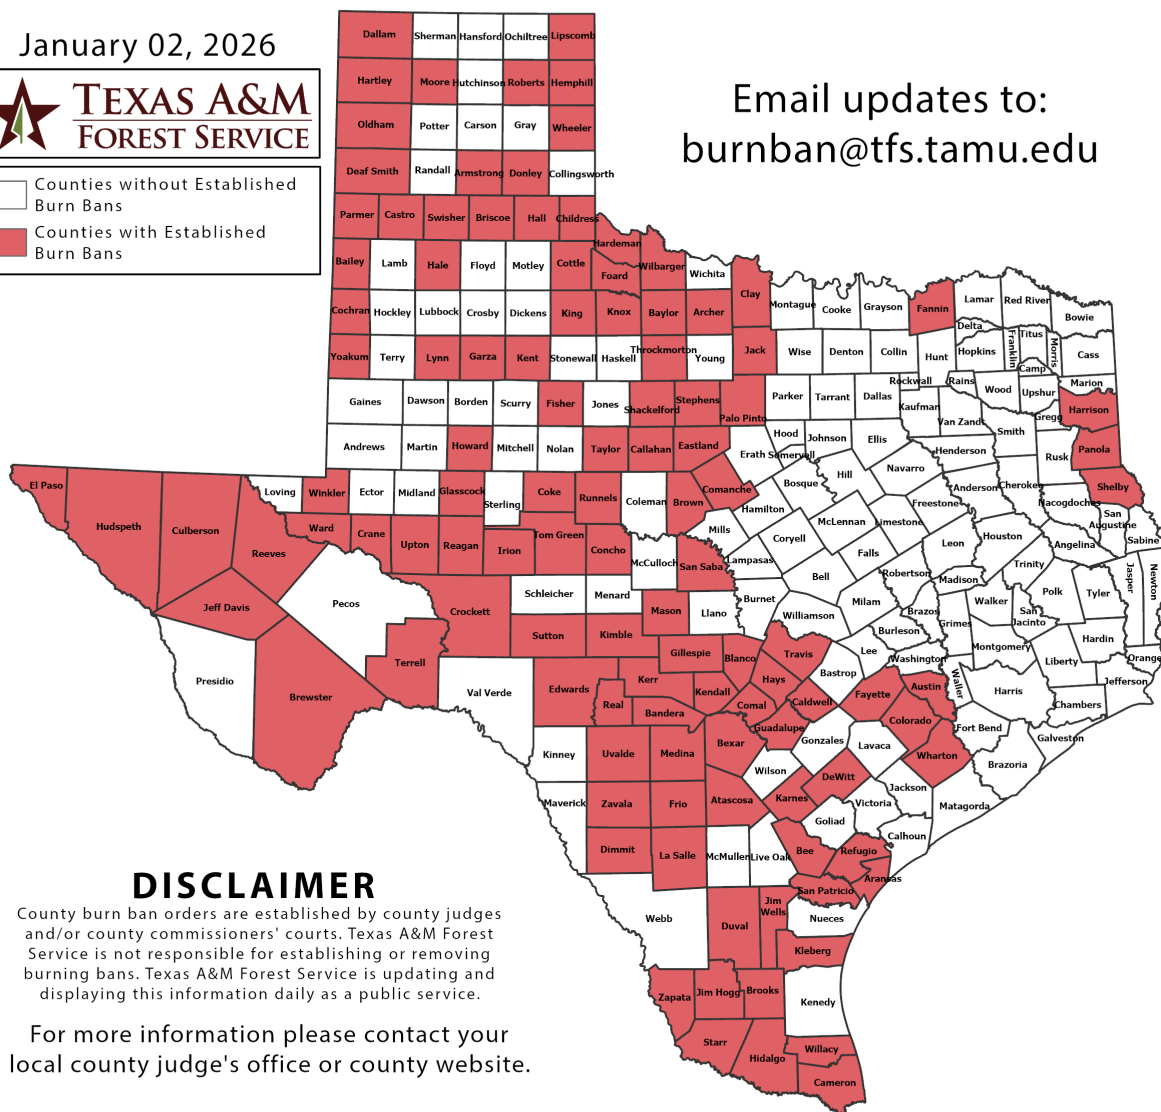 January 02, 2026
TEXAS A&M
FOREST SERVICE
Counties without Established
Burn Bans
Counties with Established
Burn Bans
Email updates to:
burnban@tfs.tamu.edu
Dallam Sherman Hansford Ochiltree Lipscomb
Hartley Moore Hutchinson Roberts Hemphill
Oldham Potter Carson Gray Wheeler
Deaf Smith Randall Armstrong Donley Collingsworth
Parmer Castro Swisher Briscoe Hall Childress
Hardeman
Bailey Lamb Hale Floyd Motley Cottle Foard Wilbarger Wichita
Clay Montague Cooke Grayson Fannin Lamar Red River Bowie
Cochran Hockley Lubbock Crosby Dickens King Knox Baylor Archer
Delta Franklin Titus Morris
Yoakum Terry Lynn Garza Kent Stonewall Haskell Throckmorton Young Jack Wise Denton Collin Hunt Hopkins Camp Cass
Rockwall Rains Wood Upshur Marion
Gaines Dawson Borden Scurry Fisher Jones Shackelford Stephens Palo Pinto Parker Tarrant Dallas Kaufman Van Zandt Gregg Harrison
Andrews Martin Howard Mitchell Nolan Taylor Callahan Eastland Erath Hood Somervell Johnson Ellis Henderson Smith Rusk Panola
El Paso Loving Winkler Ector Midland Glasscock Sterling Coke Runnels Coleman Brown Comanche Bosque Hill Navarro Anderson Cherokee Shelby
Hamilton Freestone Nacogdoches San
Augustine
Hudspeth Culberson Reeves Ward Crane Upton Reagan Irion Tom Green Concho McCulloch San Saba Mills Coryell McLennan Limestone Leon Houston Angelina Sabine
Lampasas Bell Falls Robertson Madison Trinity Jasper Newton
Jeff Davis Pecos Crockett Schleicher Menard Mason Llano Burnet Williamson Milam Brazos Grimes Walker San
Jacinto Polk Tyler
Sutton Kimble Gillespie Blanco Travis Lee Burleson Washington Montgomery Liberty Hardin Orange
Presidio Brewster Terrell Val Verde Edwards Kerr Real Bandera Kendall Hays Comal Caldwell Bastrop Fayette Austin Waller Harris Chambers Jefferson
Kinney Uvalde Medina Bexar Guadalupe Gonzales Lavaca Colorado Wharton Fort Bend Brazoria Galveston
Wilson
Maverick Zavala Frio Atascosa Karnes DeWitt Victoria Jackson Matagorda
Goliad Calhoun
Dimmit La Salle McMullen Live Oak Bee Refugio Aransas
San Patricio
Webb Duval Jim
Wells Nueces
Kleberg
Zapata Jim Hogg Brooks Kenedy
Starr Hidalgo Willacy
Cameron
DISCLAIMER
County burn ban orders are established by county judges
and/or county commissioners' courts. Texas A&M Forest
Service is not responsible for establishing or removing
burning bans. Texas A&M Forest Service is updating and
displaying this information daily as a public service.
For more information please contact your
local county judge's office or county website.